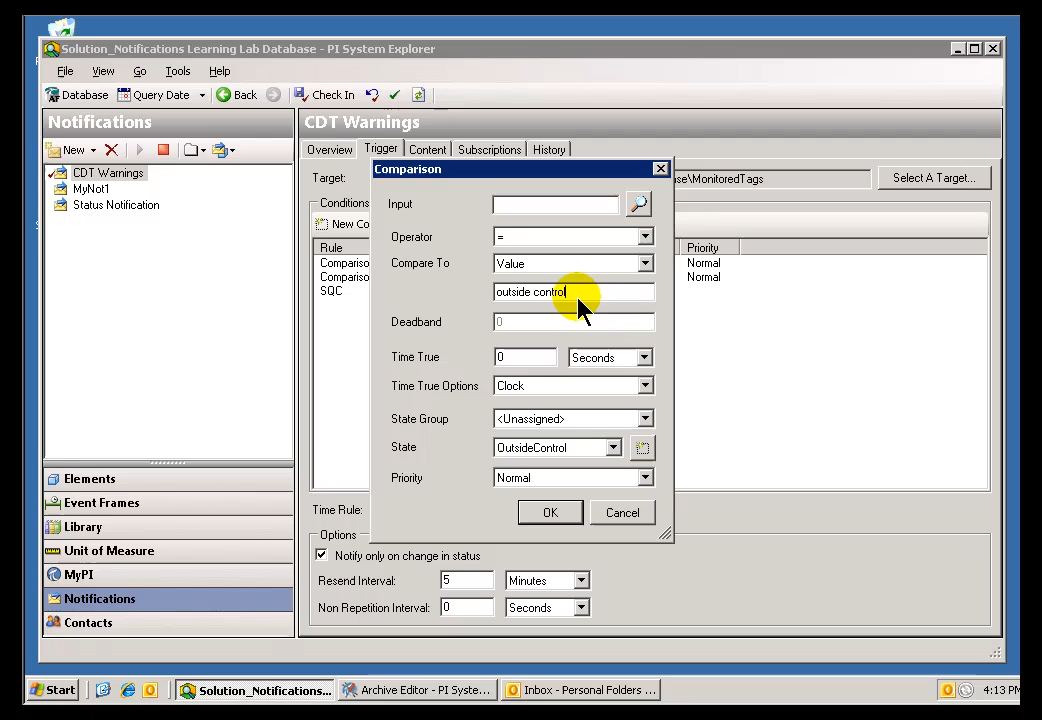 Solution_Notifications Learning Lab Database - PI System Explorer
File View Go Tools Help
Database Query Date Back Check In
Notifications
New
CDT Warnings
MyNot1
Status Notification
Elements
Event Frames
Library
Unit of Measure
MyPI
Notifications
Contacts
CDT Warnings
Overview Trigger Content Subscriptions History
Target: se\MonitoredTags Select A Target...
Conditions
New Co
Rule Priority
Compariso Normal
Compariso Normal
SQC
Time Rule:
Options
Notify only on change in status
Resend Interval: 5 Minutes
Non Repetition Interval: 0 Seconds
Comparison
Input
Operator =
Compare To Value
outside control
Deadband 0
Time True 0 Seconds
Time True Options Clock
State Group <Unassigned>
State OutsideControl
Priority Normal
OK Cancel
Start Solution_Notifications... Archive Editor - PI Syste... Inbox - Personal Folders ... 4:13 PM